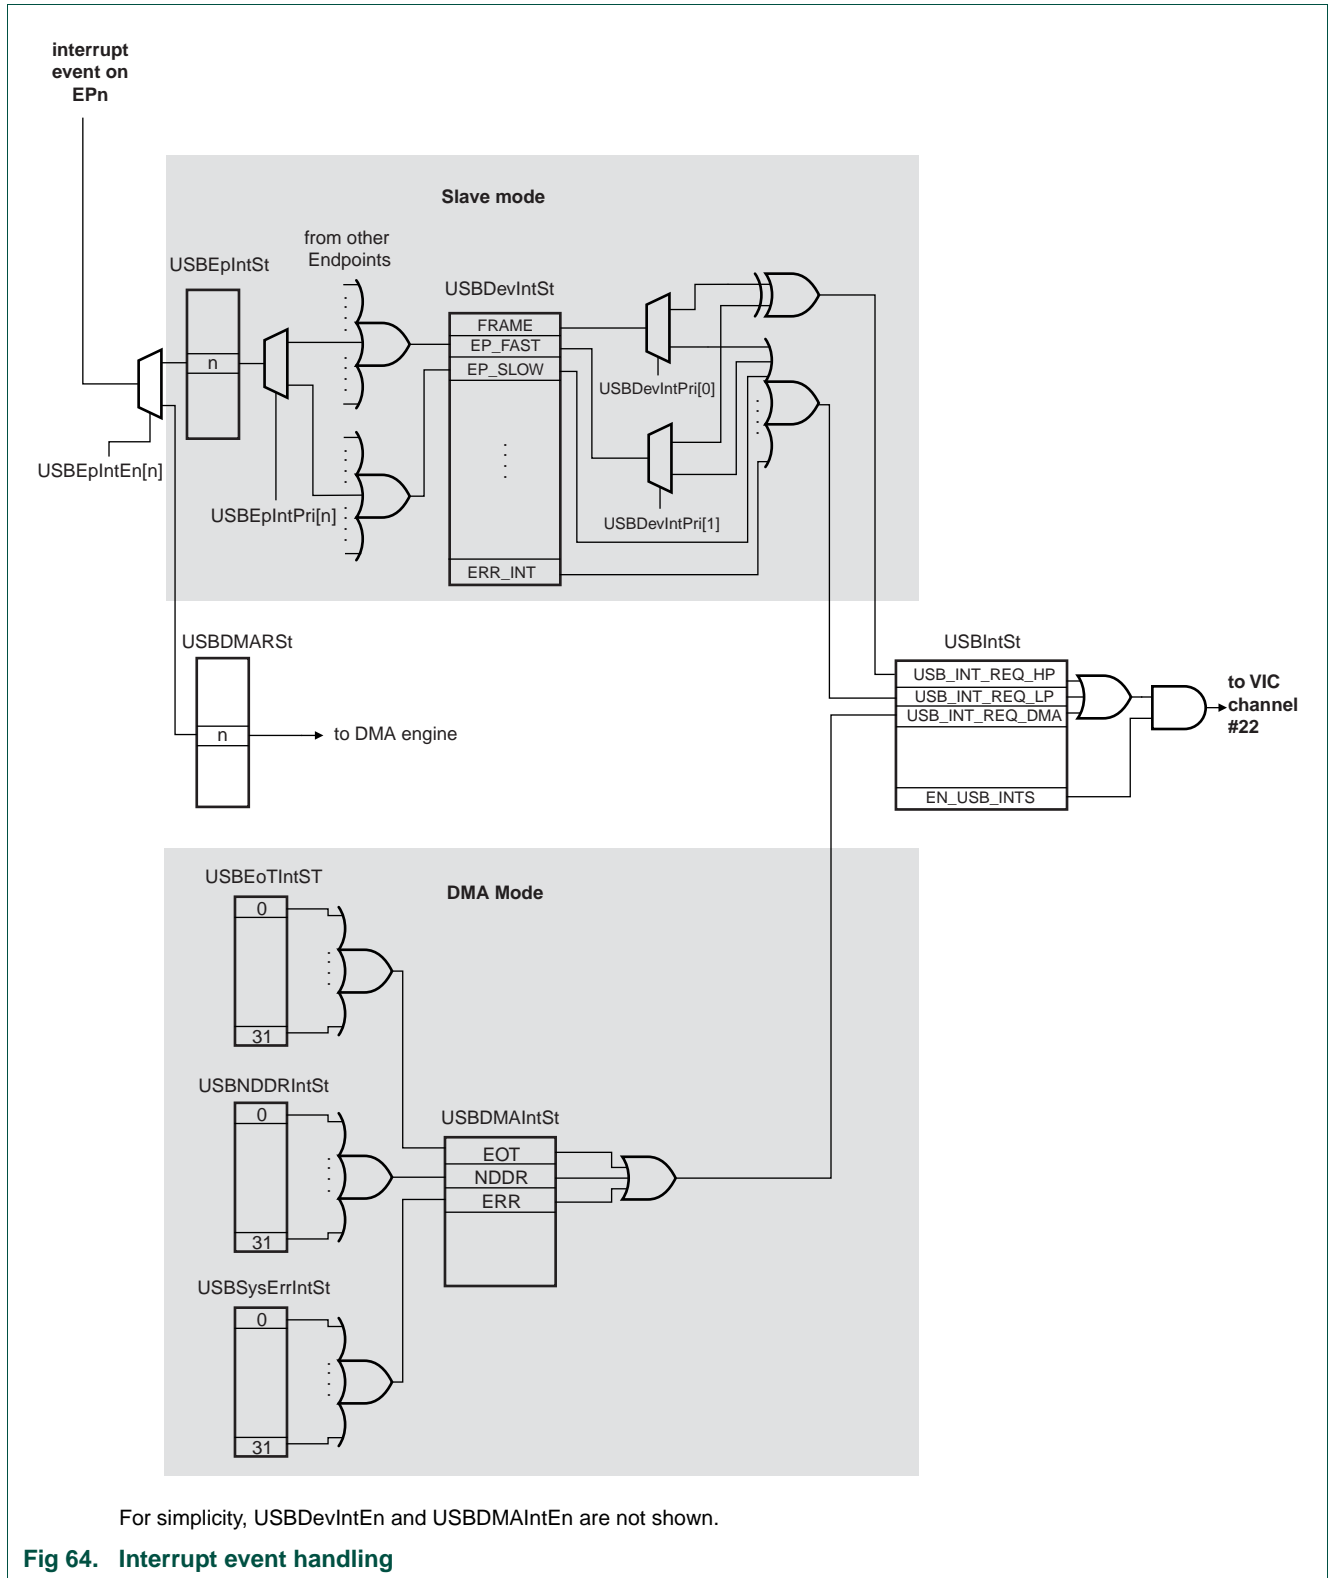 interrupt
event on
EPn
Slave mode
from other
Endpoints
USBEpIntSt
USBDevIntSt
FRAME
EP_FAST
EP_SLOW
n
USBDevIntPri[0]
USBEpIntEn[n]
USBEpIntPri[n]
USBDevIntPri[1]
ERR_INT
USBDMARSt
n
to DMA engine
USBIntSt
USB_INT_REQ_HP
USB_INT_REQ_LP
USB_INT_REQ_DMA
EN_USB_INTS
to VIC
channel
#22
DMA Mode
USBEoTIntST
0
31
USBNDDRIntSt
0
31
USBDMAIntSt
EOT
NDDR
ERR
USBSysErrIntSt
0
31
For simplicity, USBDevIntEn and USBDMAIntEn are not shown.
Fig 64. Interrupt event handling